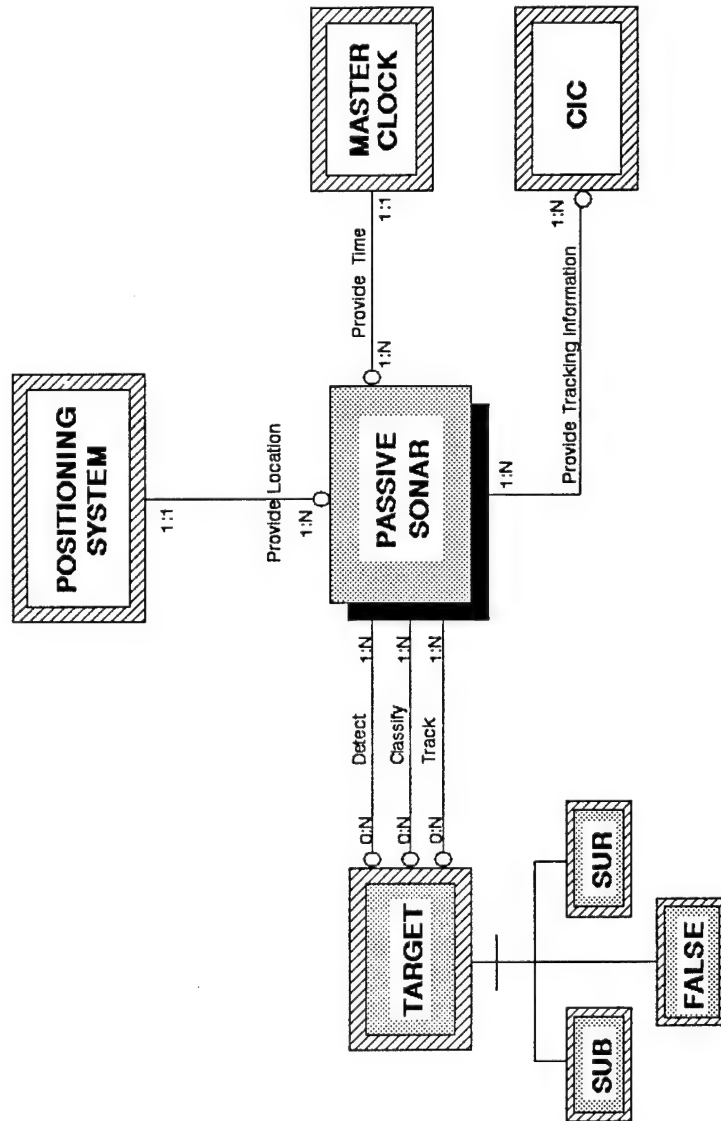 POSITIONING
SYSTEM
MASTER
CLOCK
CIC
1:1
Provide Location
1:N
Provide Time
1:1
1:N
PASSIVE
SONAR
1:N
Provide Tracking Information
1:N
Detect
0:N
1:N
Classify
0:N
1:N
Track
0:N
1:N
TARGET
SUB
SUR
FALSE